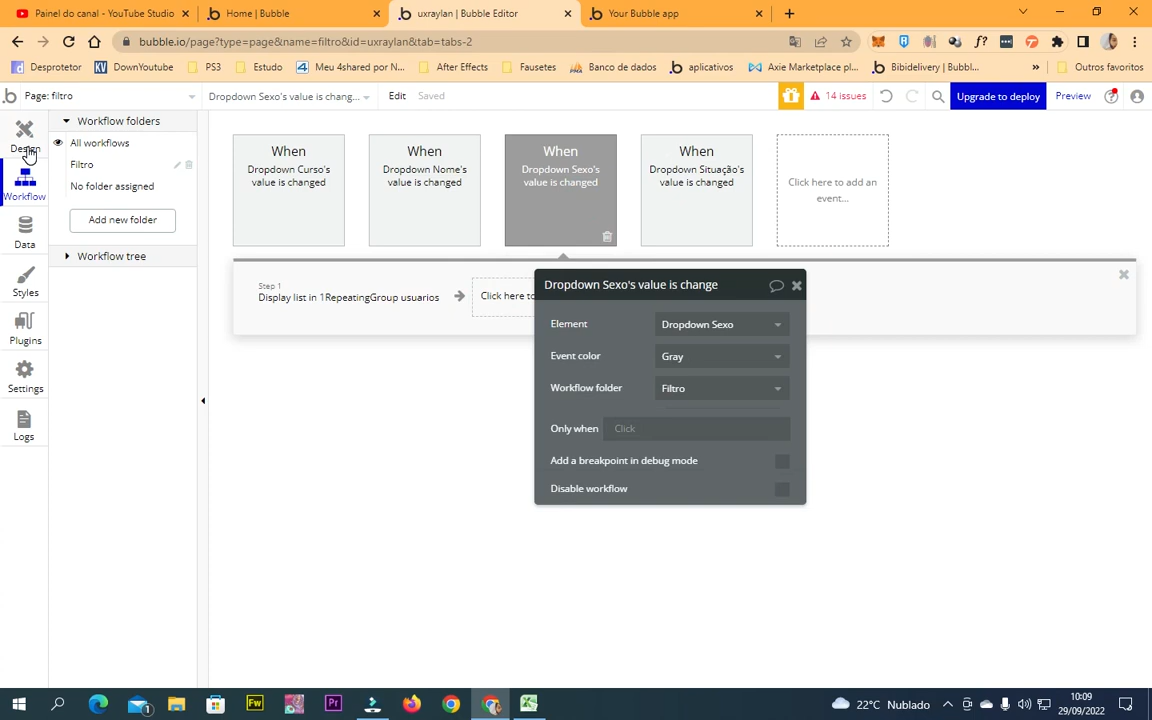 Painel do canal - YouTube Studio
Home | Bubble
uxraylan | Bubble Editor
Your Bubble app
bubble.io/page?type=page&name=filtro&id=uxraylan&tab=tabs-2
Desprotetor
DownYoutube
PS3
Estudo
Meu 4shared por N...
After Effects
Fausetes
Banco de dados
aplicativos
Axie Marketplace pl...
Bibidelivery | Bubbl...
»
Outros favoritos
Page: filtro
Dropdown Sexo's value is chang...
Edit
Saved
14 issues
Upgrade to deploy
Preview
Design
Workflow
Data
Styles
Plugins
Settings
Logs
Workflow folders
All workflows
Filtro
No folder assigned
Add new folder
Workflow tree
When
Dropdown Curso's
value is changed
When
Dropdown Nome's
value is changed
When
Dropdown Sexo's
value is changed
When
Dropdown Situação's
value is changed
Click here to add an
event...
Step 1
Display list in 1RepeatingGroup usuarios
Click here to
Dropdown Sexo's value is change
Element
Dropdown Sexo
Event color
Gray
Workflow folder
Filtro
Only when
Click
Add a breakpoint in debug mode
Disable workflow
22°C Nublado
10:09
29/09/2022